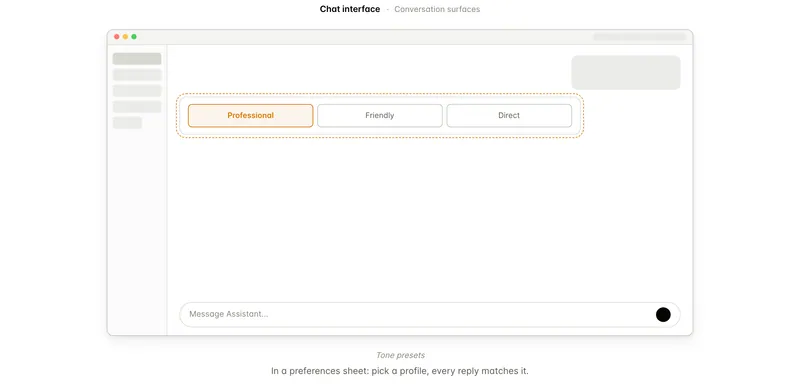 Chat interface · Conversation surfaces
Professional
Friendly
Direct
Message Assistant...
Tone presets
In a preferences sheet: pick a profile, every reply matches it.